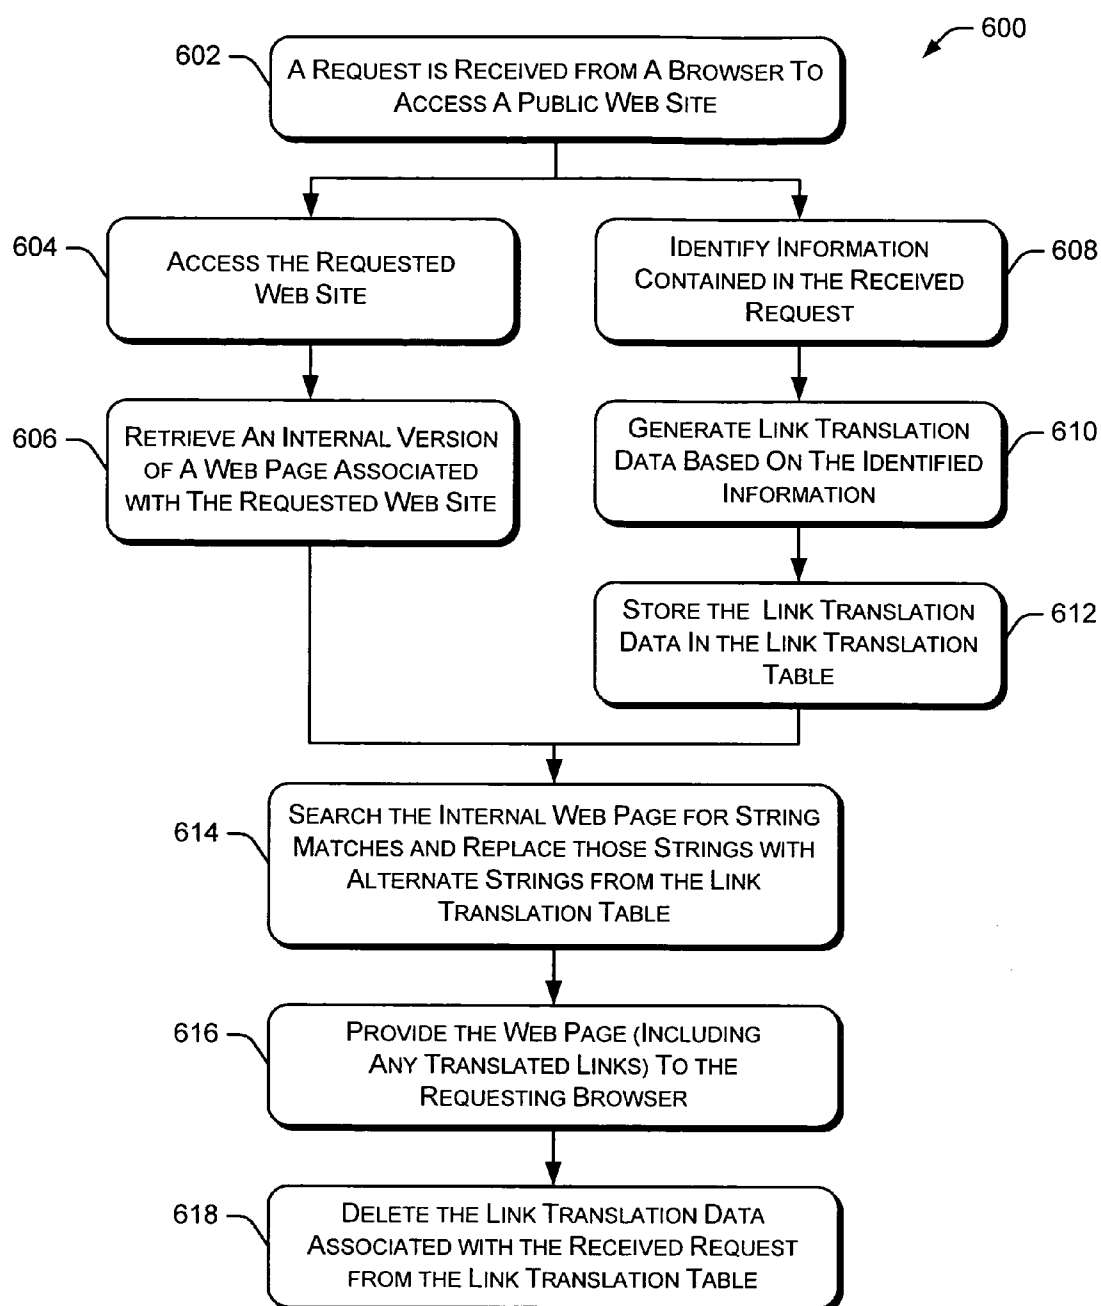 600
602
A REQUEST IS RECEIVED FROM A BROWSER TO
ACCESS A PUBLIC WEB SITE
604
ACCESS THE REQUESTED
WEB SITE
608
IDENTIFY INFORMATION
CONTAINED IN THE RECEIVED
REQUEST
606
RETRIEVE AN INTERNAL VERSION
OF A WEB PAGE ASSOCIATED
WITH THE REQUESTED WEB SITE
610
GENERATE LINK TRANSLATION
DATA BASED ON THE IDENTIFIED
INFORMATION
612
STORE THE LINK TRANSLATION
DATA IN THE LINK TRANSLATION
TABLE
614
SEARCH THE INTERNAL WEB PAGE FOR STRING
MATCHES AND REPLACE THOSE STRINGS WITH
ALTERNATE STRINGS FROM THE LINK
TRANSLATION TABLE
616
PROVIDE THE WEB PAGE (INCLUDING
ANY TRANSLATED LINKS) TO THE
REQUESTING BROWSER
618
DELETE THE LINK TRANSLATION DATA
ASSOCIATED WITH THE RECEIVED REQUEST
FROM THE LINK TRANSLATION TABLE